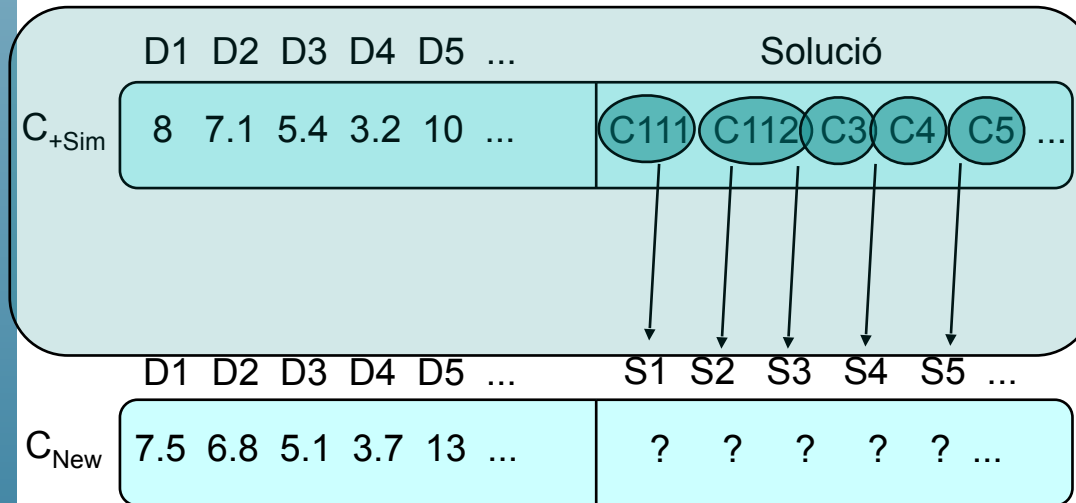 D1 D2 D3 D4 D5 ... Solució
C+Sim 8 7.1 5.4 3.2 10 ... C111 C112 C3 C4 C5 ...
D1 D2 D3 D4 D5 ... S1 S2 S3 S4 S5 ...
CNew 7.5 6.8 5.1 3.7 13 ... ? ? ? ? ? ...